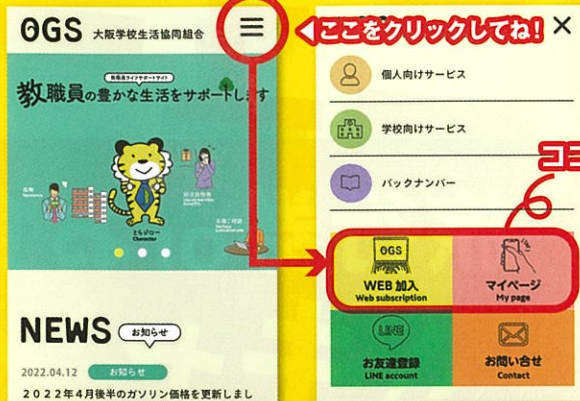 OGS 大阪学校生活協同組合
ここをクリックしてね!
教職員ライフサポートサイト
教職員の豊かな生活をサポートします
とらジロー
Character
NEWS お知らせ
2022.04.12 お知らせ
2022年4月後半のガソリン価格を更新しまし
個人向けサービス
学校向けサービス
バックナンバー
ココ
OGS
WEB 加入
Web subscription
マイページ
My page
LINE
お友達登録
LINE account
お問い合せ
Contact